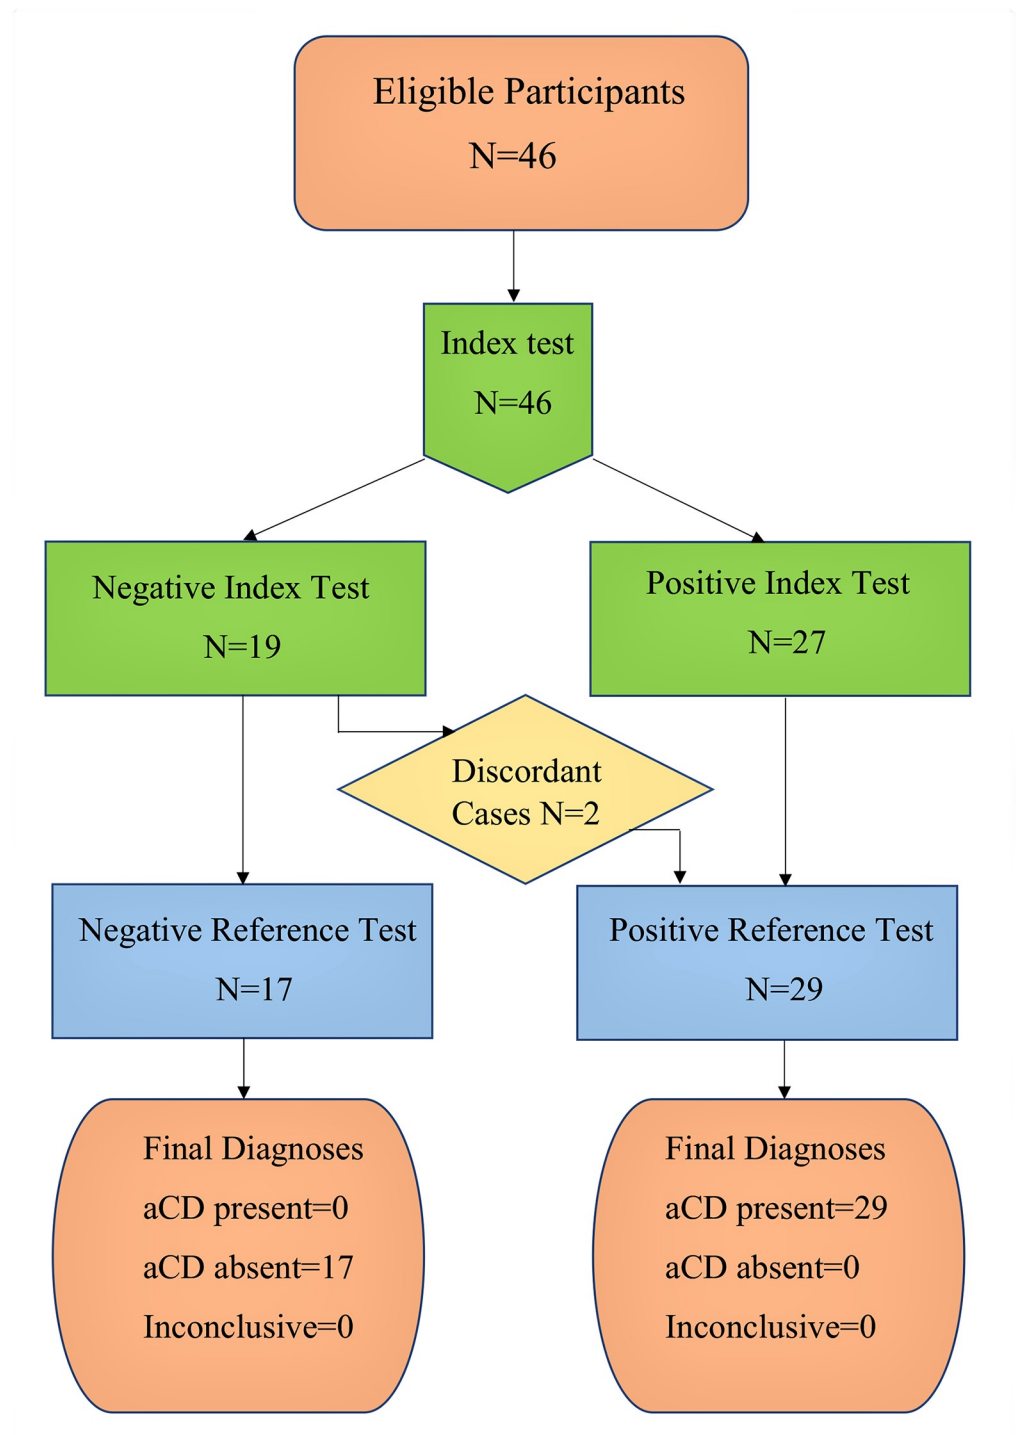 Eligible Participants
N=46
Index test
N=46
Negative Index Test
N=19
Positive Index Test
N=27
Discordant
Cases N=2
Negative Reference Test
N=17
Positive Reference Test
N=29
Final Diagnoses
aCD present=0
aCD absent=17
Inconclusive=0
Final Diagnoses
aCD present=29
aCD absent=0
Inconclusive=0